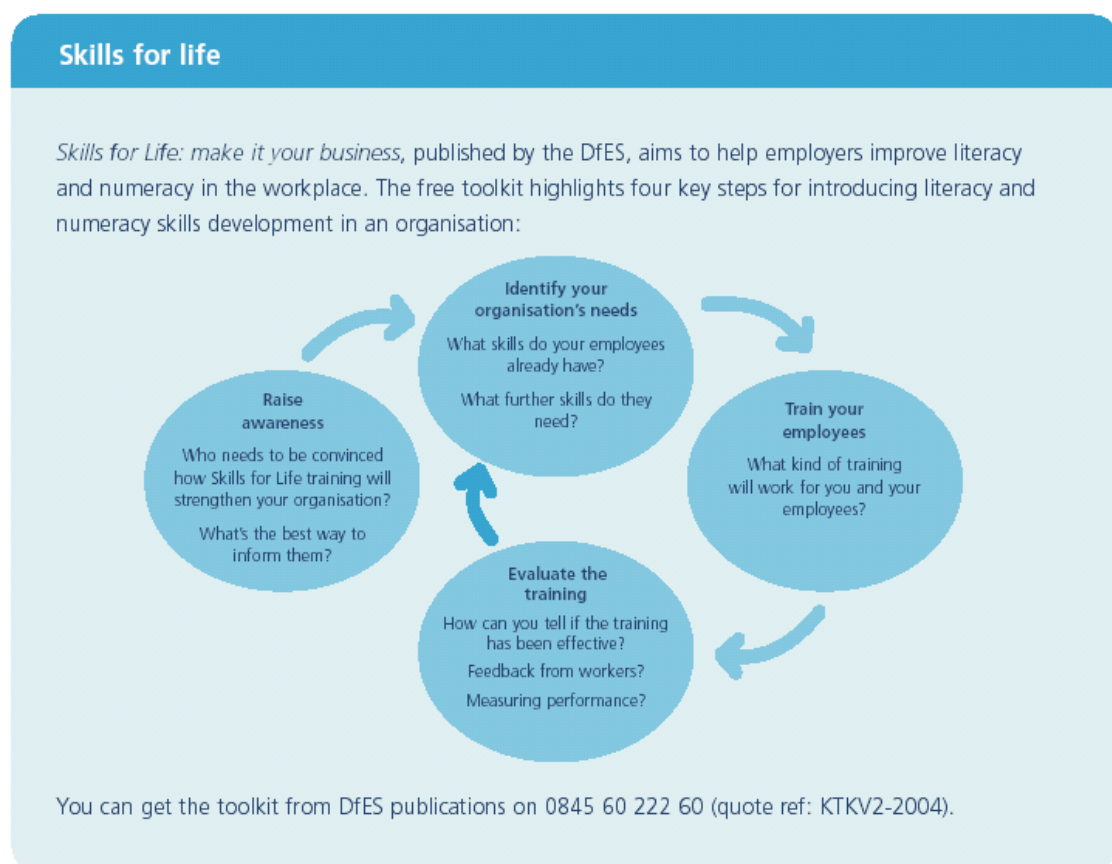 Skills for life
Skills for Life: make it your business, published by the DfES, aims to help employers improve literacy
and numeracy in the workplace. The free toolkit highlights four key steps for introducing literacy and
numeracy skills development in an organisation:
Raise
awareness
Who needs to be convinced
how Skills for Life training will
strengthen your organisation?
What's the best way to
inform them?
Identify your
organisation's needs
What skills do your employees
already have?
What further skills do they
need?
Train your
employees
What kind of training
will work for you and your
employees?
Evaluate the
training
How can you tell if the training
has been effective?
Feedback from workers?
Measuring performance?
You can get the toolkit from DfES publications on 0845 60 222 60 (quote ref: KTKV2-2004).